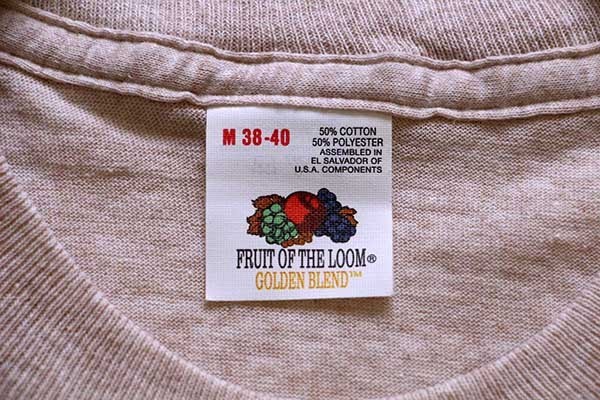 M 38-40
50% COTTON
50% POLYESTER
ASSEMBLED IN
EL SALVADOR OF
U.S.A. COMPONENTS
FRUIT OF THE LOOM®
GOLDEN BLEND™